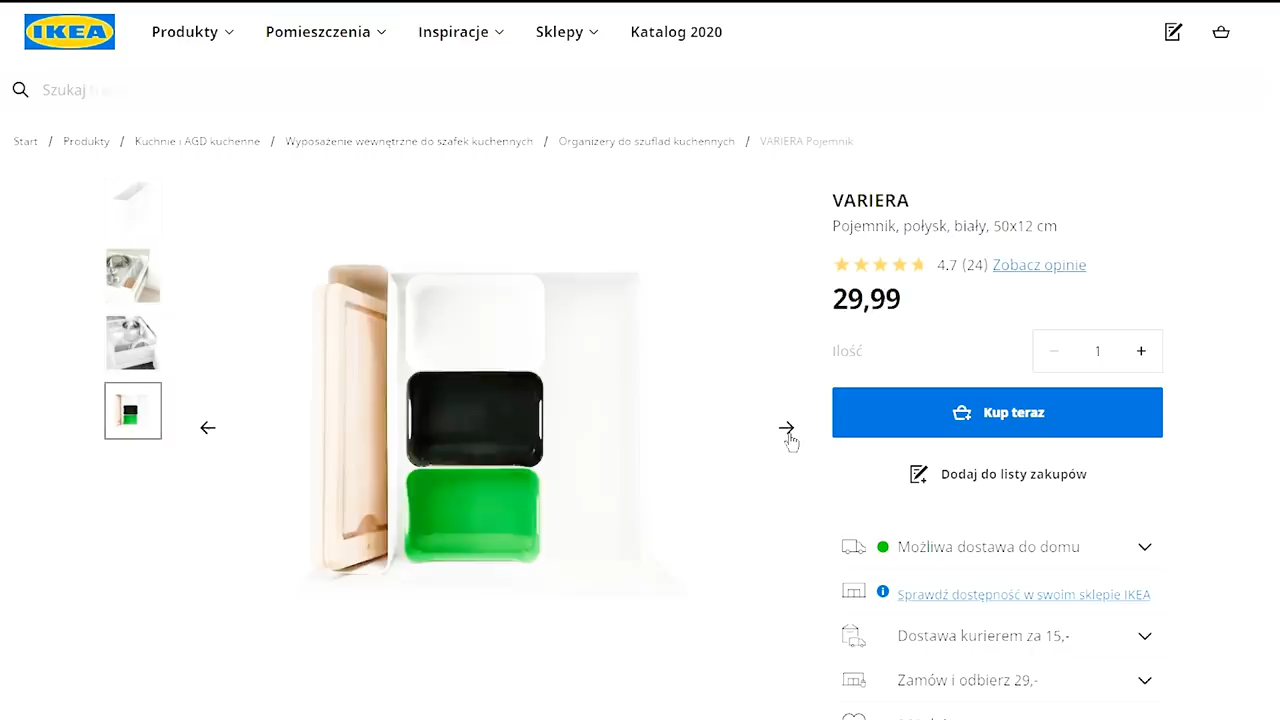 IKEA
Produkty
Pomieszczenia
Inspiracje
Sklepy
Katalog 2020
Szukaj
Start / Produkty / Kuchnie i AGD kuchenne / Wyposażenie wewnętrzne do szafek kuchennych / Organizery do szuflad kuchennych / VARIERA Pojemnik
VARIERA
Pojemnik, połysk, biały, 50x12 cm
4.7 (24) Zobacz opinie
29,99
Ilość
1
Kup teraz
Dodaj do listy zakupów
Możliwa dostawa do domu
Sprawdź dostępność w swoim sklepie IKEA
Dostawa kurierem za 15,-
Zamów i odbierz 29,-